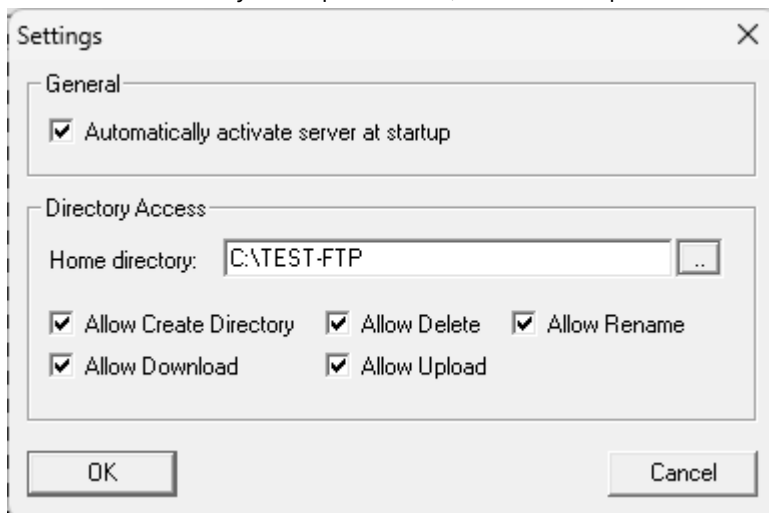 Settings
General
Automatically activate server at startup
Directory Access
Home directory: C:\TEST-FTP ..
Allow Create Directory Allow Delete Allow Rename
Allow Download Allow Upload
OK Cancel